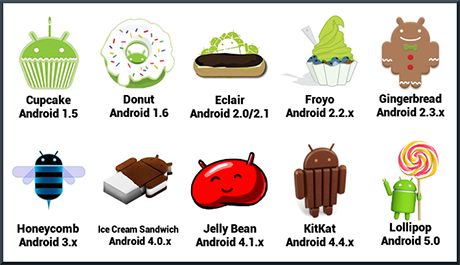 Cupcake
Android 1.5
Donut
Android 1.6
Eclair
Android 2.0/2.1
Froyo
Android 2.2.x
Gingerbread
Android 2.3.x
Honeycomb
Android 3.x
Ice Cream Sandwich
Android 4.0.x
Jelly Bean
Android 4.1.x
KitKat
Android 4.4.x
Lollipop
Android 5.0